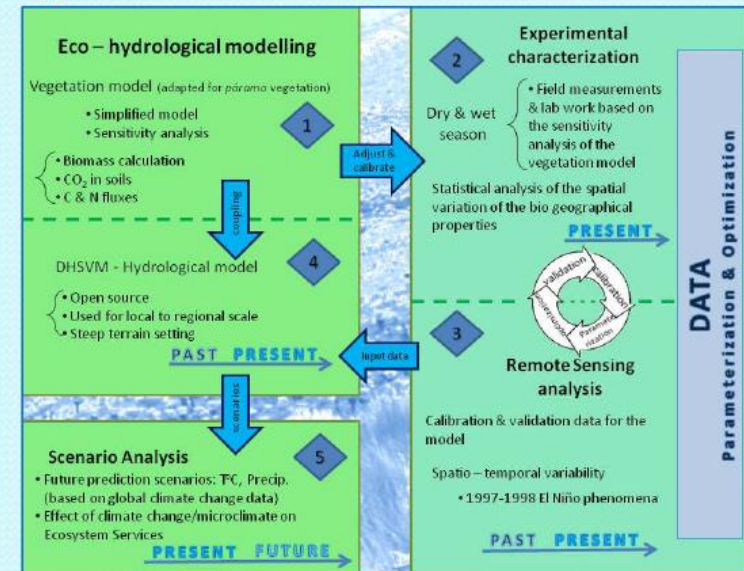 Eco – hydrological modelling
Vegetation model (adapted for páramo vegetation)
• Simplified model
• Sensitivity analysis
1
• Biomass calculation
• CO₂ in soils
• C & N fluxes
coupling
Adjust &
calibrate
2
Experimental
characterization
Dry & wet
season
• Field measurements
& lab work based on
the sensitivity
analysis of the
vegetation model
Statistical analysis of the spatial
variation of the bio geographical
properties
PRESENT
validation
calibration
Parameterization
optimization
3
Remote Sensing
analysis
Calibration & validation data for the
model
Spatio – temporal variability
• 1997-1998 El Niño phenomena
PAST PRESENT
Input data
DHSVM - Hydrological model
4
• Open source
• Used for local to regional scale
• Steep terrain setting
PAST PRESENT
scenarios
Scenario Analysis
5
• Future prediction scenarios: TºC, Precip.
(based on global climate change data)
• Effect of climate change/microclimate on
Ecosystem Services
PRESENT FUTURE
DATA
Parameterization & Optimization